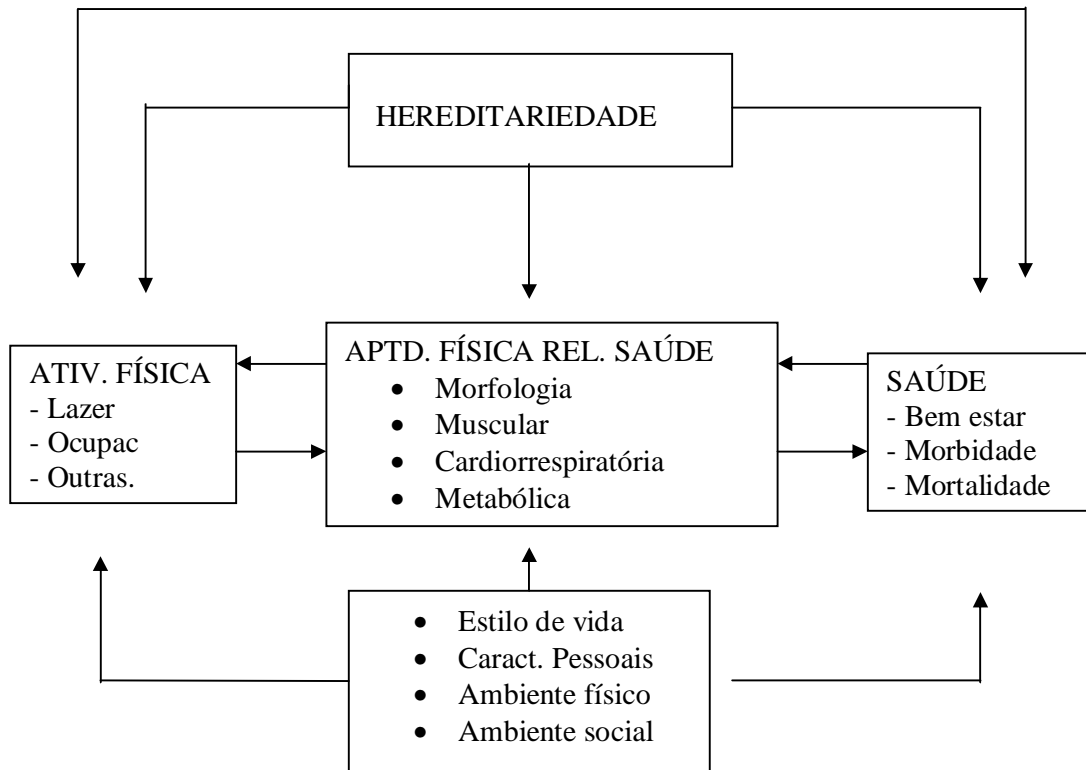 HEREDITARIEDADE
ATIV. FÍSICA
- Lazer
- Ocupac
- Outras.
APTD. FÍSICA REL. SAÚDE
• Morfologia
• Muscular
• Cardiorrespiratória
• Metabólica
SAÚDE
- Bem estar
- Morbidade
- Mortalidade
• Estilo de vida
• Caract. Pessoais
• Ambiente físico
• Ambiente social